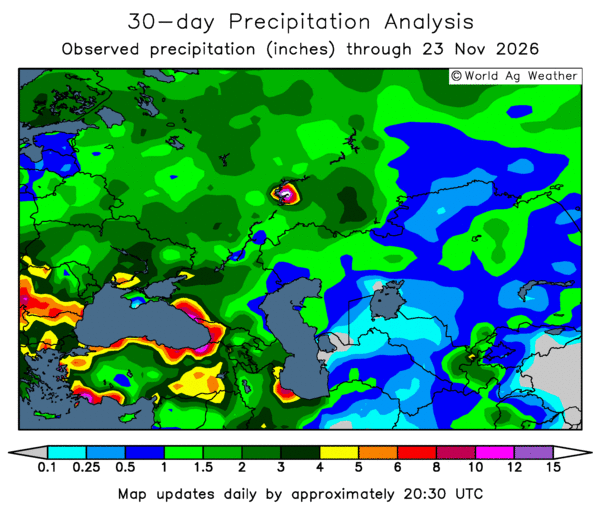 30-day Precipitation Analysis
Observed precipitation (inches) through 23 Nov 2026
© World Ag Weather
0.1 0.25 0.5 1 1.5 2 3 4 5 6 8 10 12 15
Map updates daily by approximately 20:30 UTC